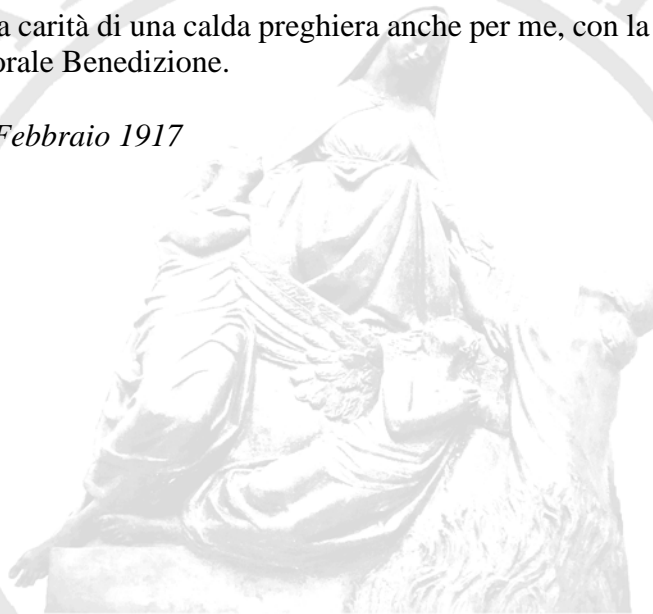 a carità di una calda preghiera anche per me, con la
orale Benedizione.
Febbraio 1917